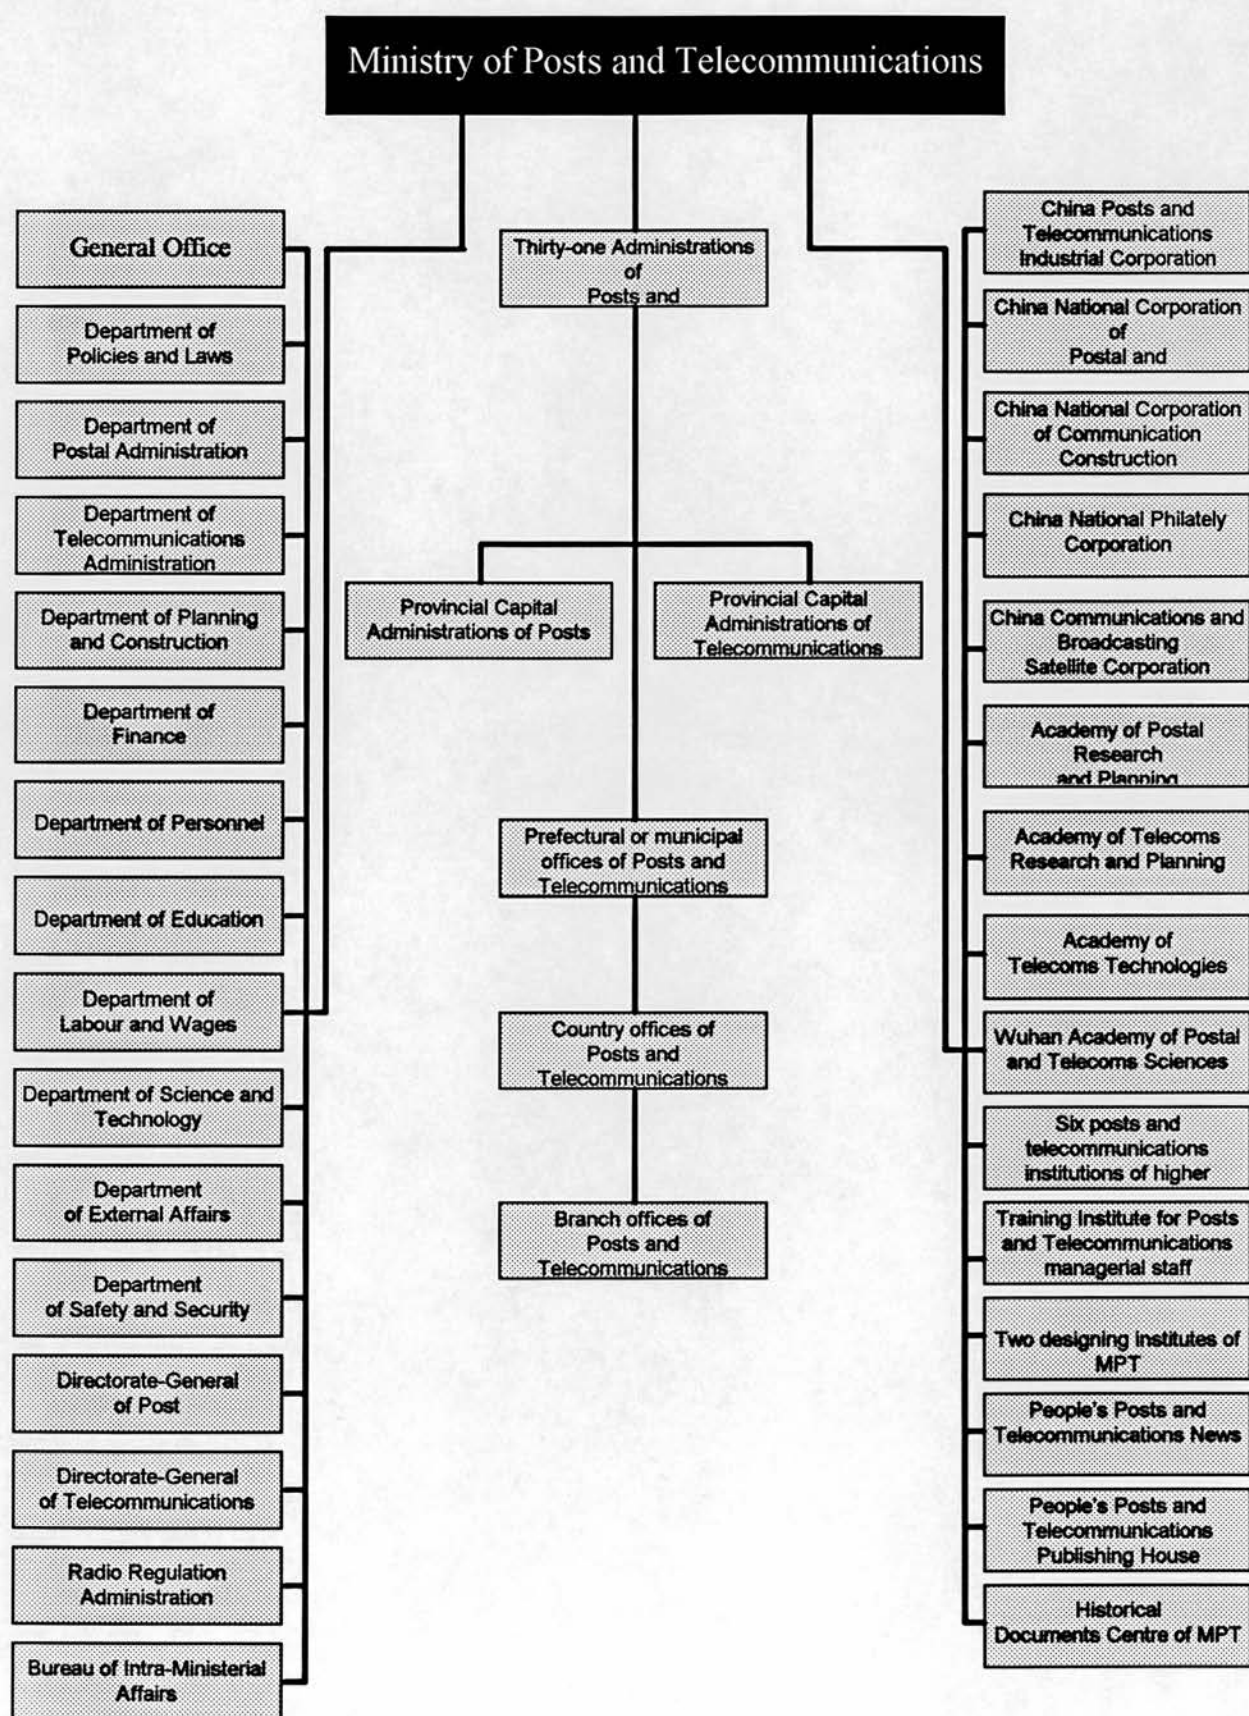 Ministry of Posts and Telecommunications
General Office
Department of
Policies and Laws
Department of
Postal Administration
Department of
Telecommunications
Administration
Department of Planning
and Construction
Department of
Finance
Department of Personnel
Department of Education
Department of
Labour and Wages
Department of Science and
Technology
Department
of External Affairs
Department
of Safety and Security
Directorate-General
of Post
Directorate-General
of Telecommunications
Radio Regulation
Administration
Bureau of Intra-Ministerial
Affairs
Thirty-one Administrations
of
Posts and
Provincial Capital
Administrations of Posts
Provincial Capital
Administrations of
Telecommunications
Prefectural or municipal
offices of Posts and
Telecommunications
Country offices of
Posts and
Telecommunications
Branch offices of
Posts and
Telecommunications
China Posts and
Telecommunications
Industrial Corporation
China National Corporation
of
Postal and
China National Corporation
of Communication
Construction
China National Philately
Corporation
China Communications and
Broadcasting
Satellite Corporation
Academy of Postal
Research
and Planning
Academy of Telecoms
Research and Planning
Academy of
Telecoms Technologies
Wuhan Academy of Postal
and Telecoms Sciences
Six posts and
telecommunications
institutions of higher
Training Institute for Posts
and Telecommunications
managerial staff
Two designing institutes of
MPT
People's Posts and
Telecommunications News
People's Posts and
Telecommunications
Publishing House
Historical
Documents Centre of MPT